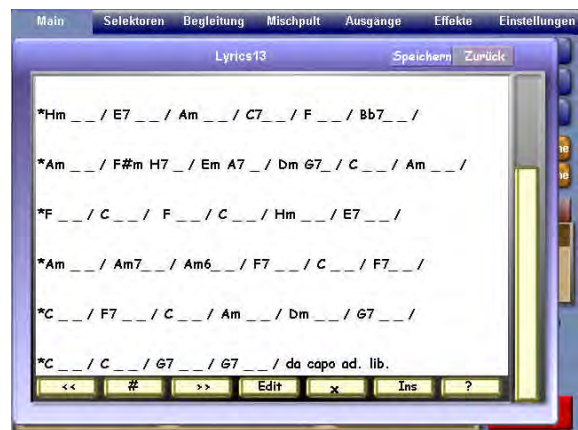 Main Selektoren Begleitung Mischpult Ausgänge Effekte Einstellungen
Lyrics13 Speichern Zurück
*Hm _ _ / E7 _ _ / Am _ _ / C7_ _ / F _ _ / Bb7_ _ /
*Am _ _ / F#m H7 _ / Em A7 _ / Dm G7_ / C _ _ / Am _ _ /
*F _ _ / C _ _ / F _ _ / C _ _ / Hm _ _ / E7 _ _ /
*Am _ _ / Am7_ _ / Am6_ _ / F7 _ _ / C _ _ / F7_ _ /
*C _ _ / F7 _ _ / C _ _ / Am _ _ / Dm _ _ / G7 _ _ /
*C _ _ / C _ _ / G7 _ _ / G7 _ _ / da capo ad. lib.
<< # >> Edit x Ins ?